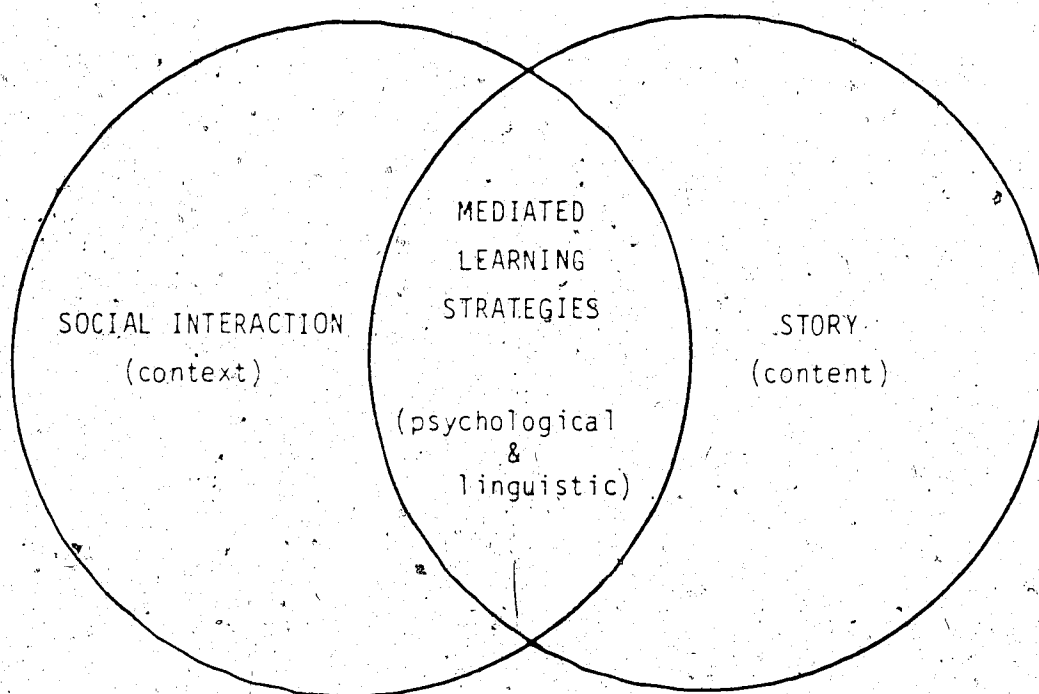 SOCIAL INTERACTION
(context)
MEDIATED
LEARNING
STRATEGIES
(psychological
&
linguistic)
STORY
(content)